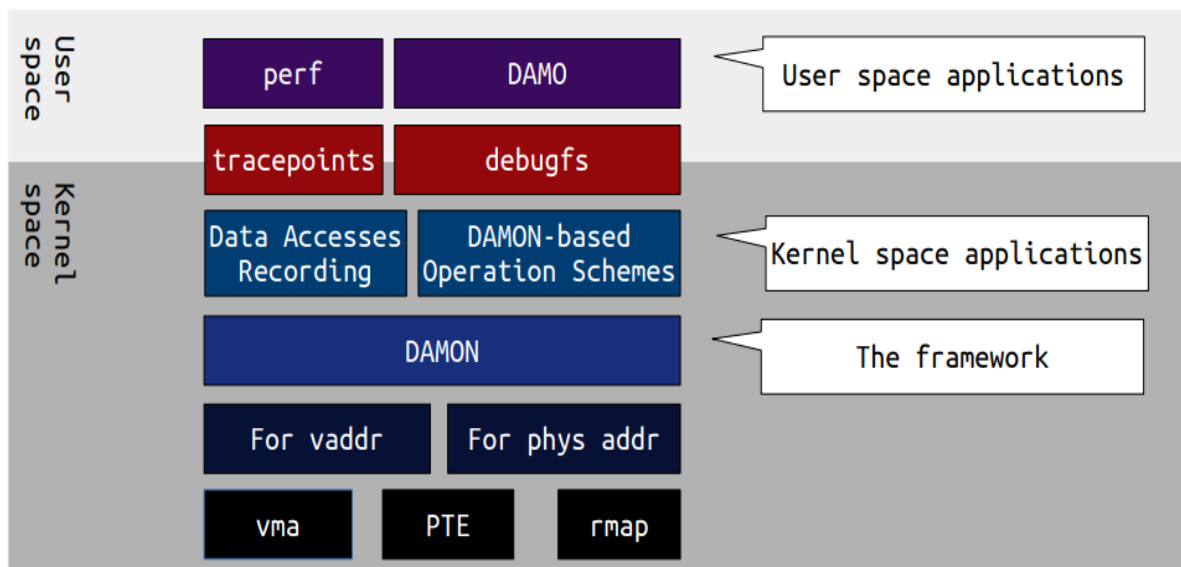 User
space
perf
DAMO
User space applications
tracepoints
debugfs
Kernel
space
Data Accesses
Recording
DAMON-based
Operation Schemes
Kernel space applications
DAMON
The framework
For vaddr
For phys addr
vma
PTE
rmap